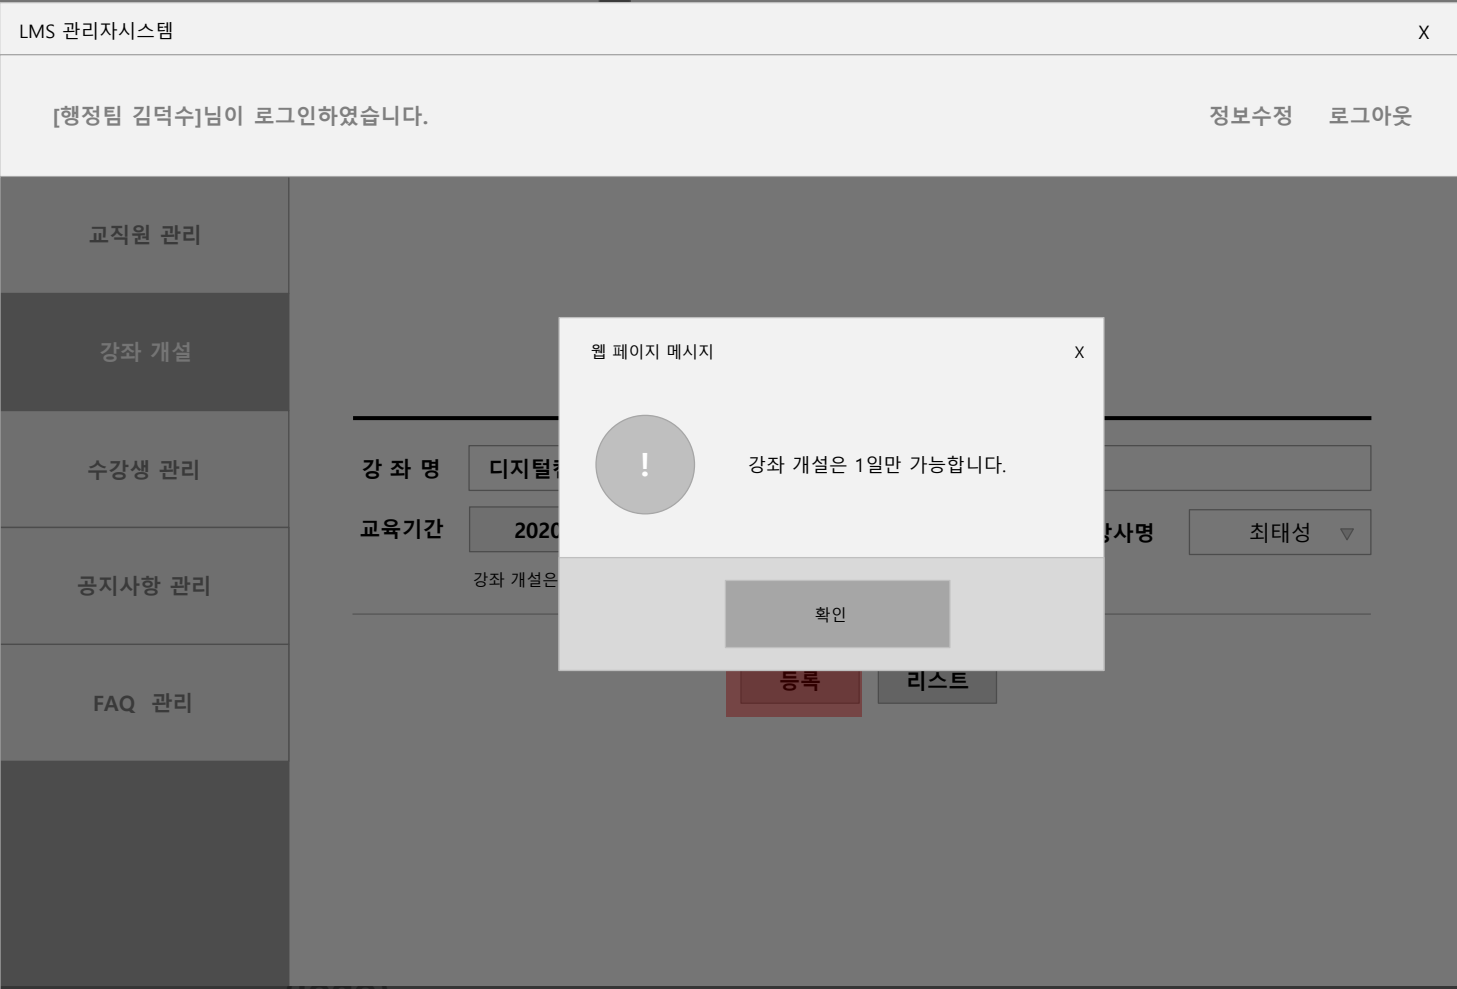 LMS 관리자시스템 X
[행정팀 김덕수]님이 로그인하였습니다. 정보수정 로그아웃
교직원 관리
강좌 개설
수강생 관리
공지사항 관리
FAQ 관리
웹 페이지 메시지 X
! 강좌 개설은 1일만 가능합니다.
확인
강 좌 명 디지털
교육기간 2020 사명 최태성
강좌 개설은
등록 리스트